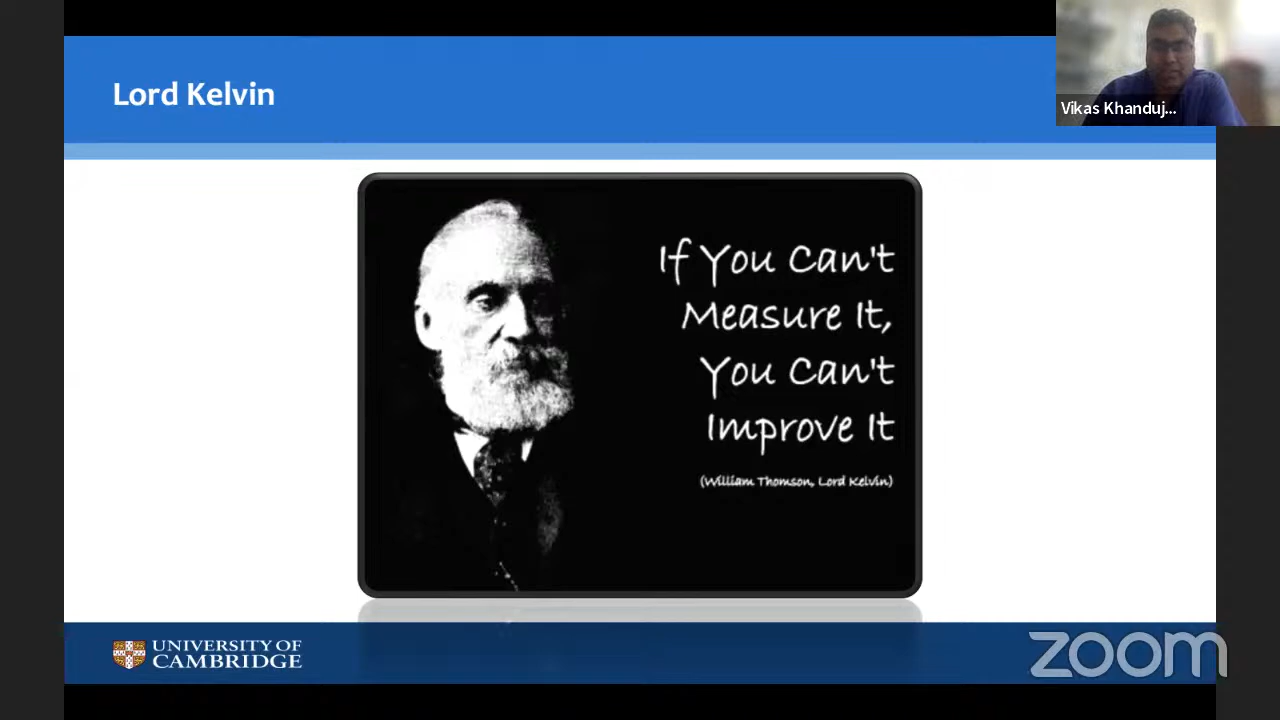 Lord Kelvin
Vikas Khanduj...
If You Can't
Measure It,
You Can't
Improve It
(William Thomson, Lord Kelvin)
UNIVERSITY OF
CAMBRIDGE
zoom